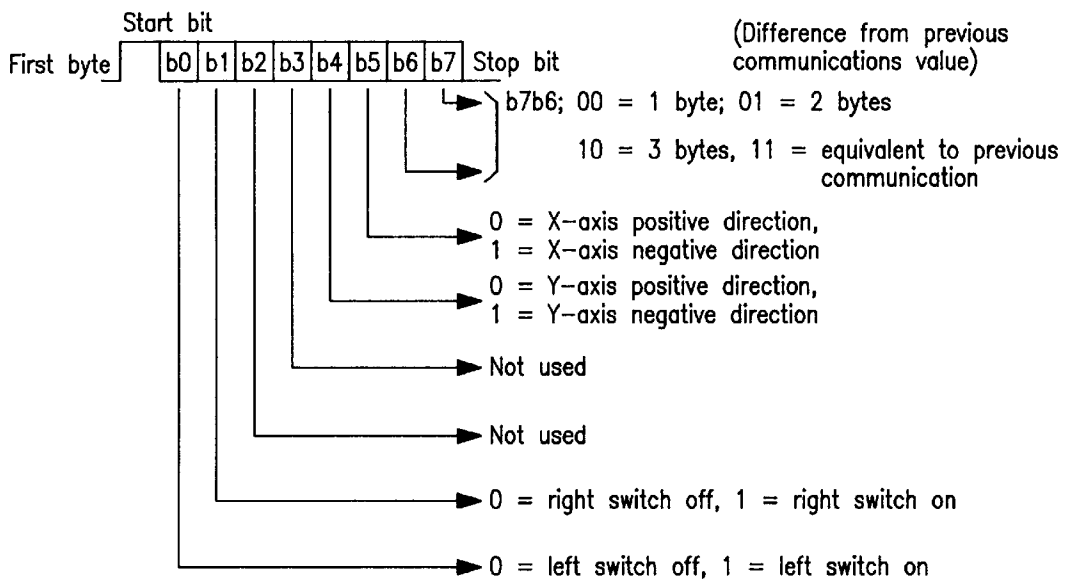 Start bit
(Difference from previous
communications value)
First byte b0 b1 b2 b3 b4 b5 b6 b7 Stop bit
b7b6; 00 = 1 byte; 01 = 2 bytes
10 = 3 bytes, 11 = equivalent to previous
communication
0 = X-axis positive direction,
1 = X-axis negative direction
0 = Y-axis positive direction,
1 = Y-axis negative direction
Not used
Not used
0 = right switch off, 1 = right switch on
0 = left switch off, 1 = left switch on